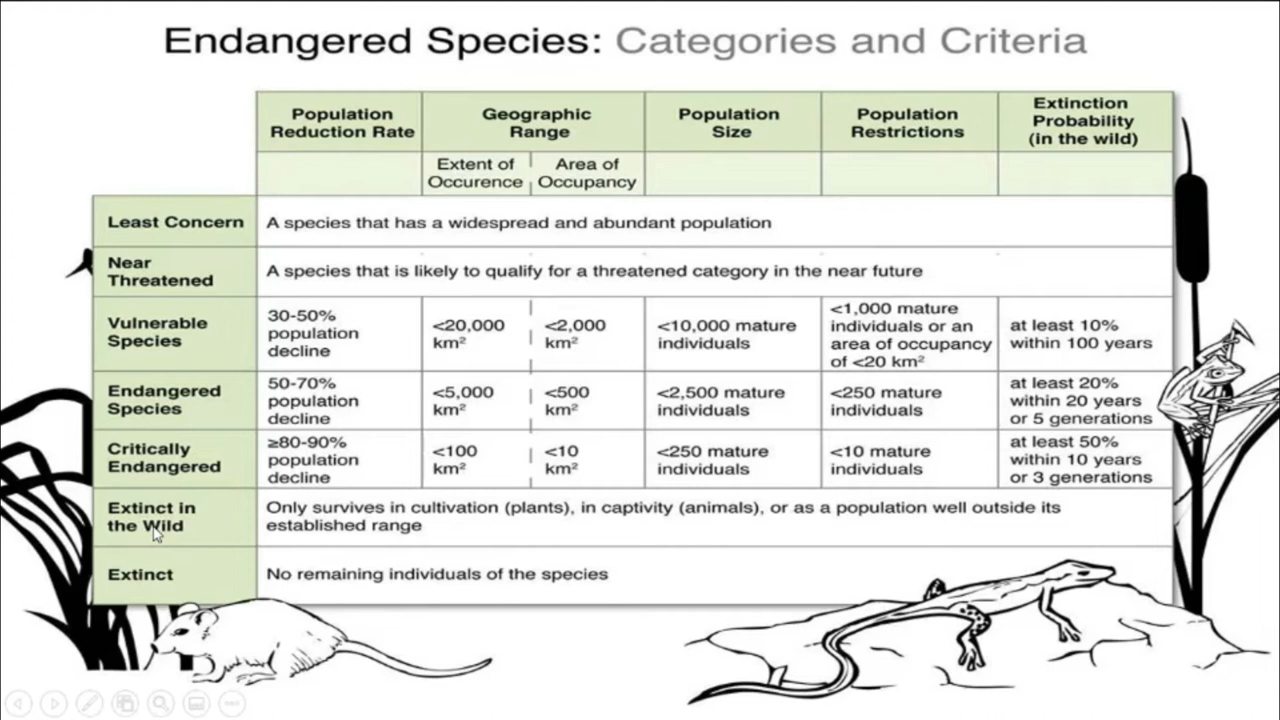 Endangered Species: Categories and Criteria
Population
Reduction Rate
Geographic
Range
Population
Size
Population
Restrictions
Extinction
Probability
(in the wild)
Extent of
Occurence
Area of
Occupancy
Least Concern
A species that has a widespread and abundant population
Near
Threatened
A species that is likely to qualify for a threatened category in the near future
Vulnerable
Species
30-50%
population
decline
<20,000
km²
<2,000
km²
<10,000 mature
individuals
<1,000 mature
individuals or an
area of occupancy
of <20 km²
at least 10%
within 100 years
Endangered
Species
50-70%
population
decline
<5,000
km²
<500
km²
<2,500 mature
individuals
<250 mature
individuals
at least 20%
within 20 years
or 5 generations
Critically
Endangered
≥80-90%
population
decline
<100
km²
<10
km²
<250 mature
individuals
<10 mature
individuals
at least 50%
within 10 years
or 3 generations
Extinct in
the Wild
Only survives in cultivation (plants), in captivity (animals), or as a population well outside its
established range
Extinct
No remaining individuals of the species